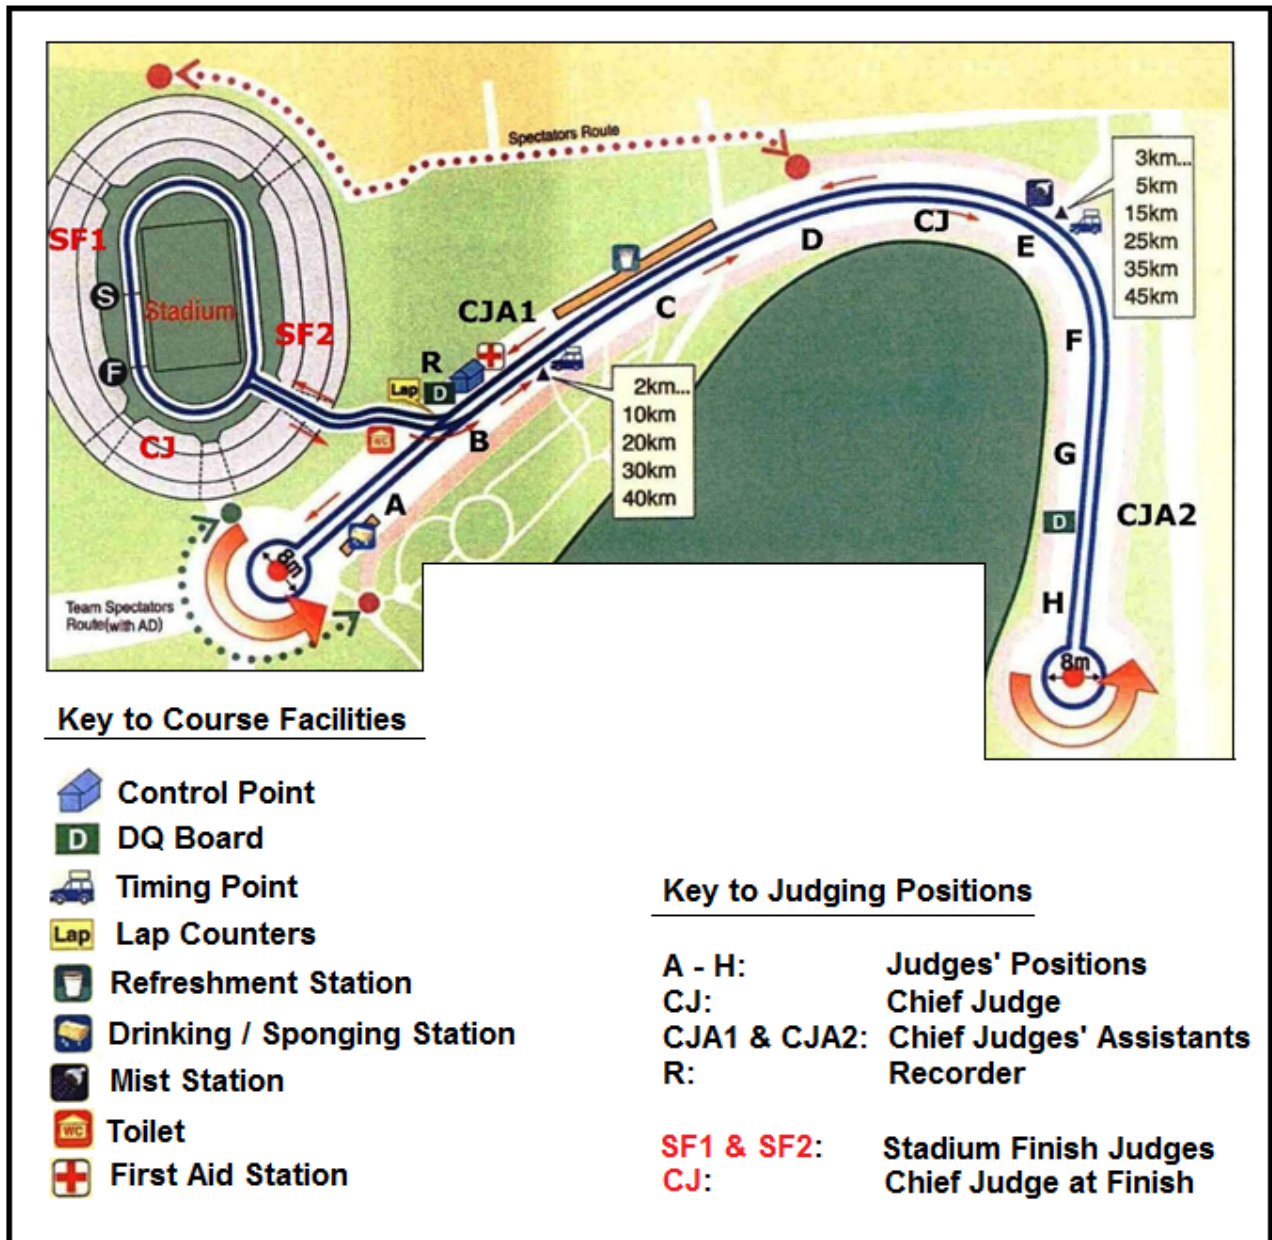 Spectators Route
3km...
5km
15km
25km
35km
45km
SF1
S
Stadium
F
SF2
CJ
CJA1
R
Lap
D
WC
A
B
C
D
CJ
E
F
G
D
CJA2
H
2km...
10km
20km
30km
40km
8m
8m
Team Spectators
Route(with AD)
Key to Course Facilities
Control Point
D DQ Board
Timing Point
Lap Lap Counters
Refreshment Station
Drinking / Sponging Station
Mist Station
WC Toilet
First Aid Station
Key to Judging Positions
A - H: Judges' Positions
CJ: Chief Judge
CJA1 & CJA2: Chief Judges' Assistants
R: Recorder
SF1 & SF2: Stadium Finish Judges
CJ: Chief Judge at Finish